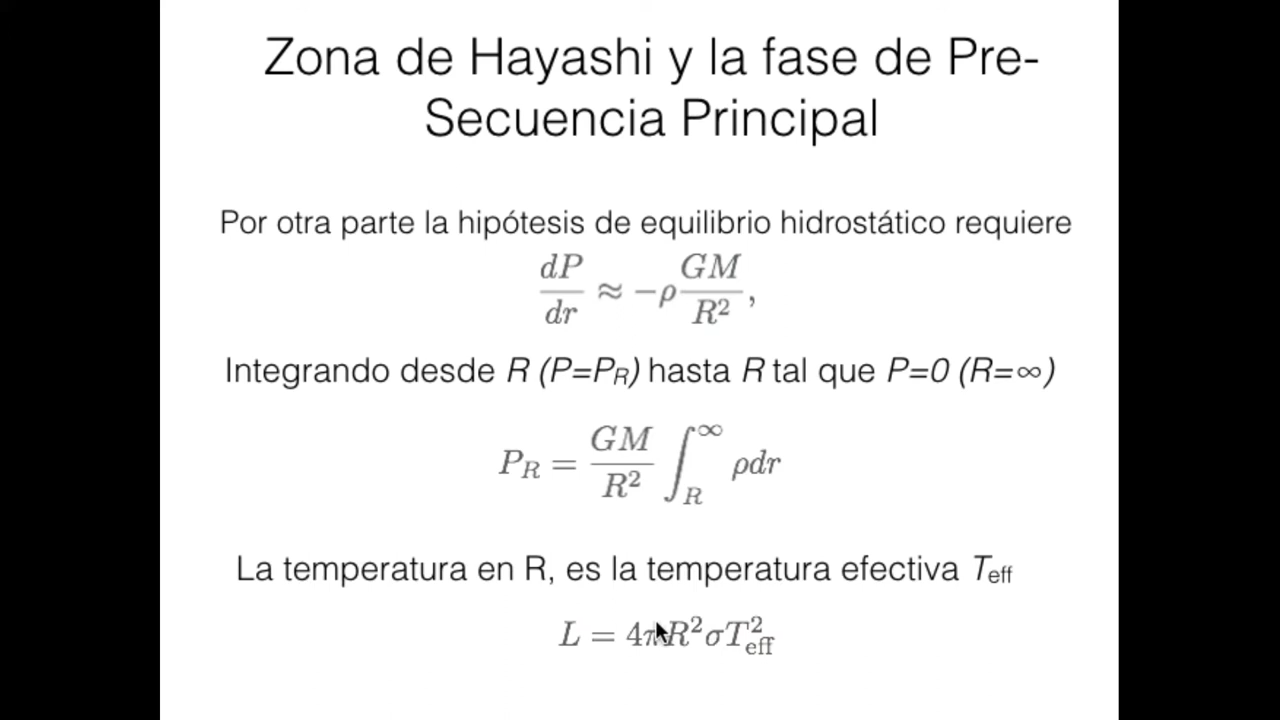 Zona de Hayashi y la fase de Pre-
Secuencia Principal
Por otra parte la hipótesis de equilibrio hidrostático requiere
dP/dr ≈ −ρ GM/R²,
Integrando desde R (P=P_R) hasta R tal que P=0 (R=∞)
P_R = GM/R² ∫_R^∞ ρdr
La temperatura en R, es la temperatura efectiva T_eff
L = 4πR²σT²_eff